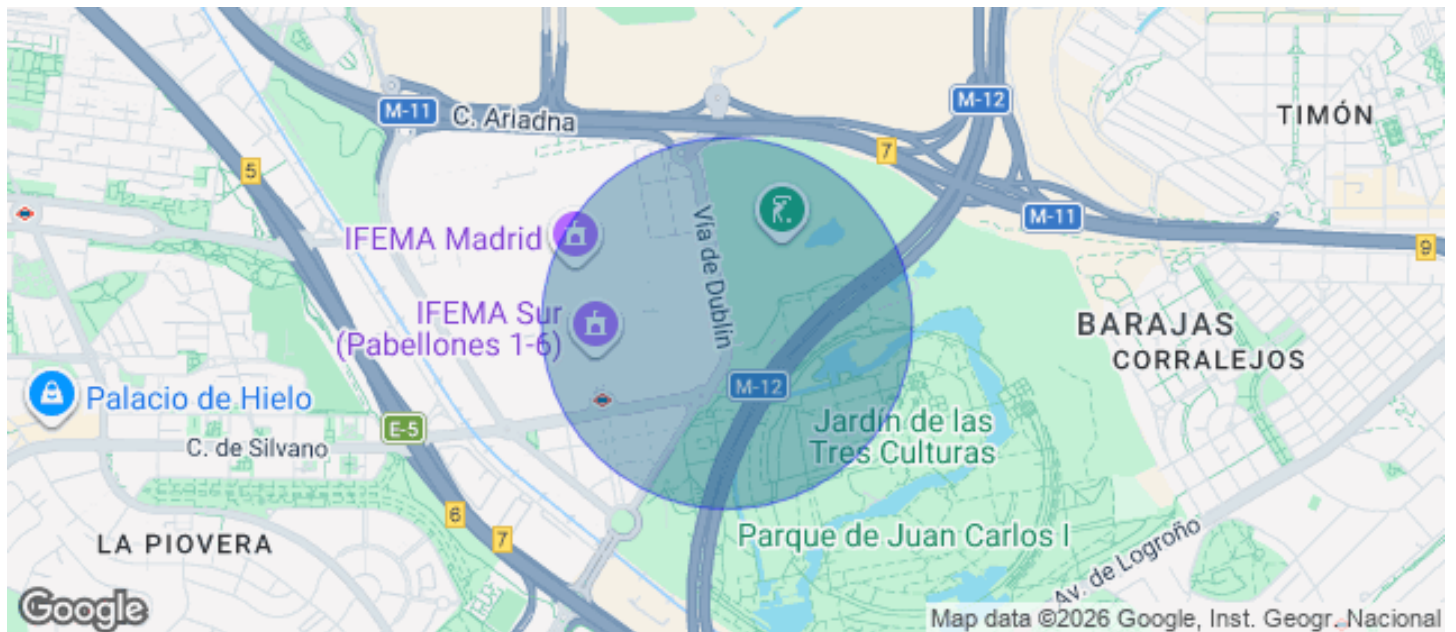 M-11
C. Ariadna
M-12
TIMÓN
7
5
M-11
IFEMA Madrid
Vía de Dublín
9
IFEMA Sur
(Pabellones 1-6)
BARAJAS
CORRALEJOS
Palacio de Hielo
M-12
E-5
C. de Silvano
Jardín de las
Tres Culturas
6
7
LA PIOVERA
Parque de Juan Carlos I
Av. de Logroño
Google
Map data ©2026 Google, Inst. Geogr. Nacional